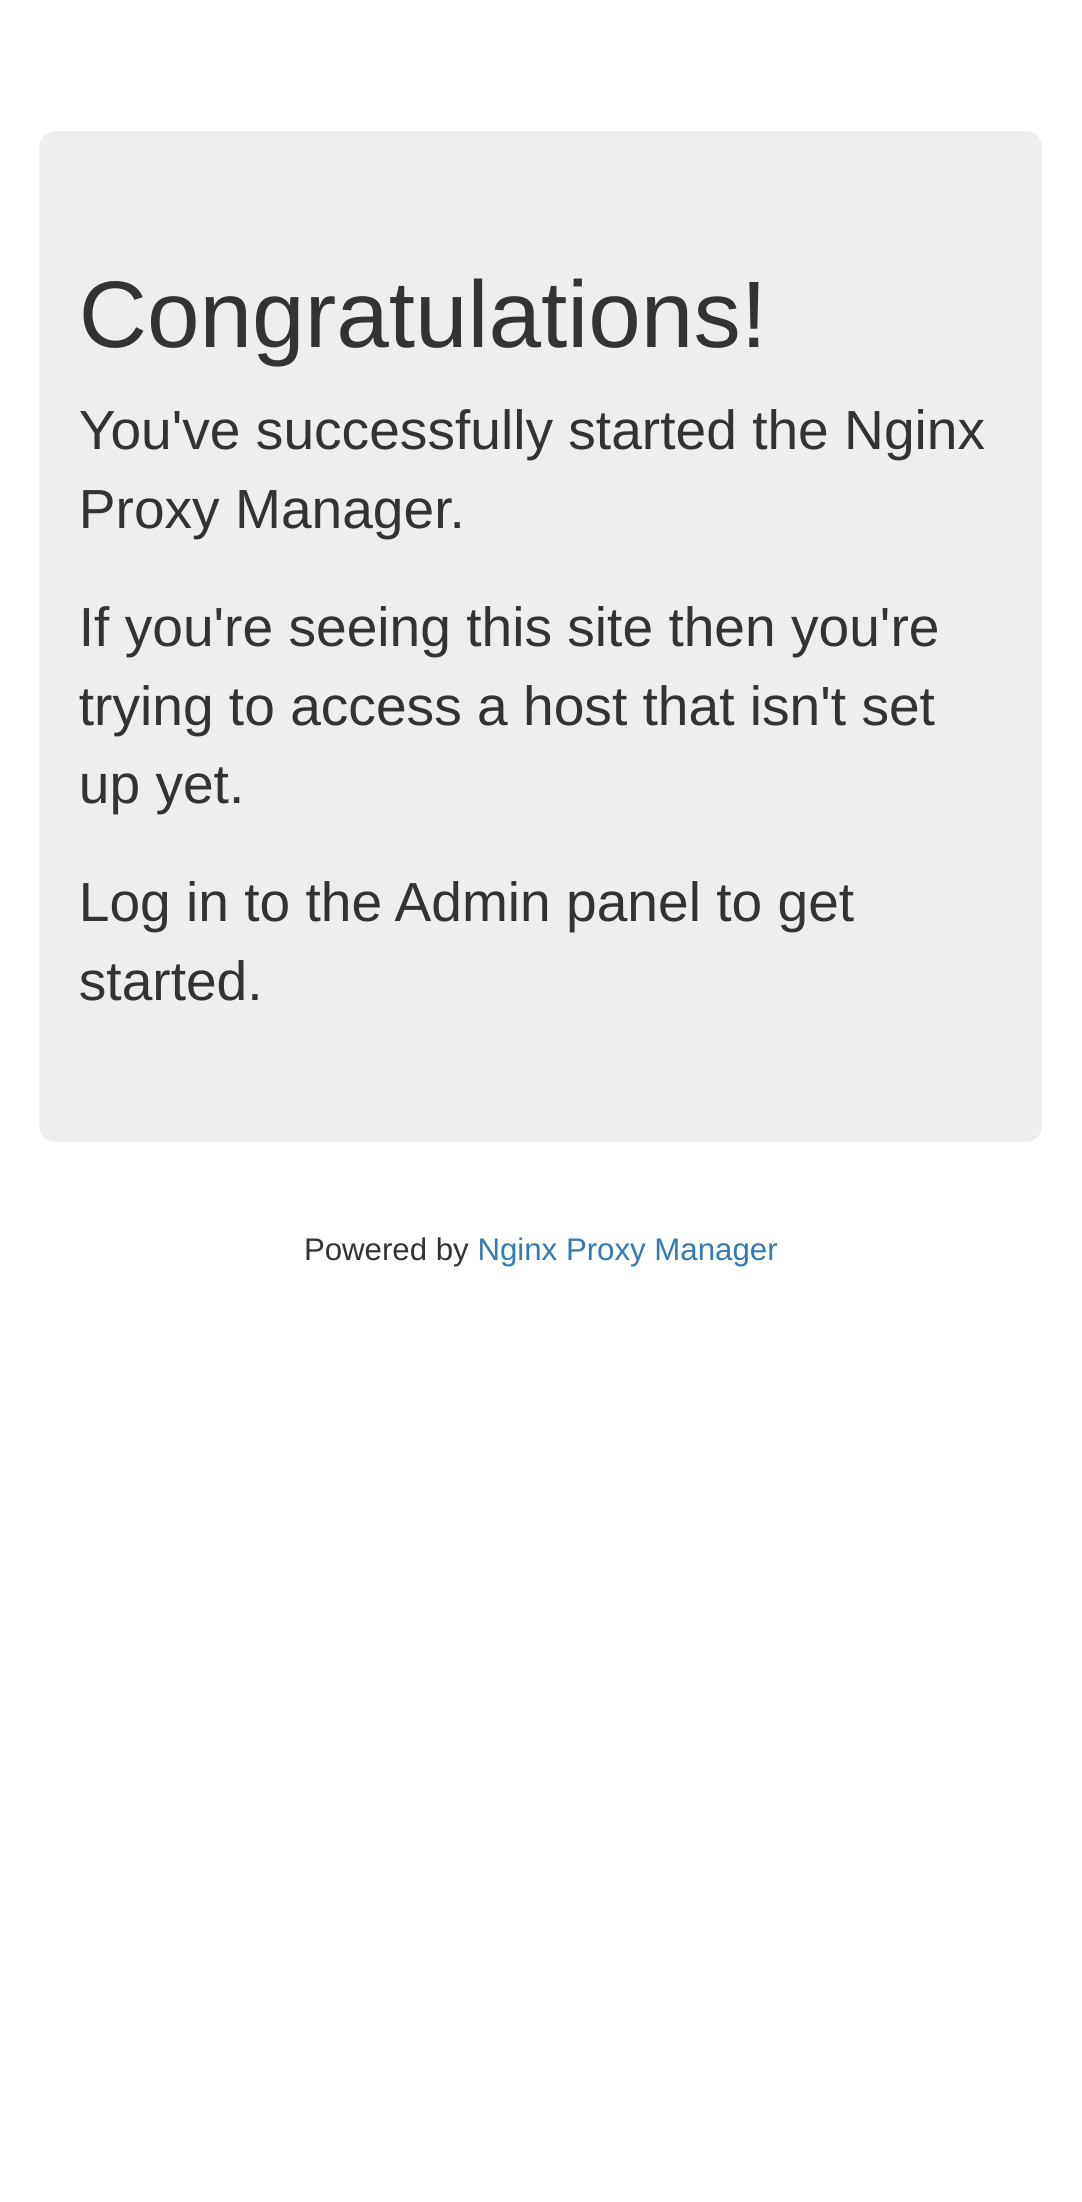 Congratulations!
You've successfully started the Nginx
Proxy Manager.
If you're seeing this site then you're
trying to access a host that isn't set
up yet.
Log in to the Admin panel to get
started.
Powered by Nginx Proxy Manager